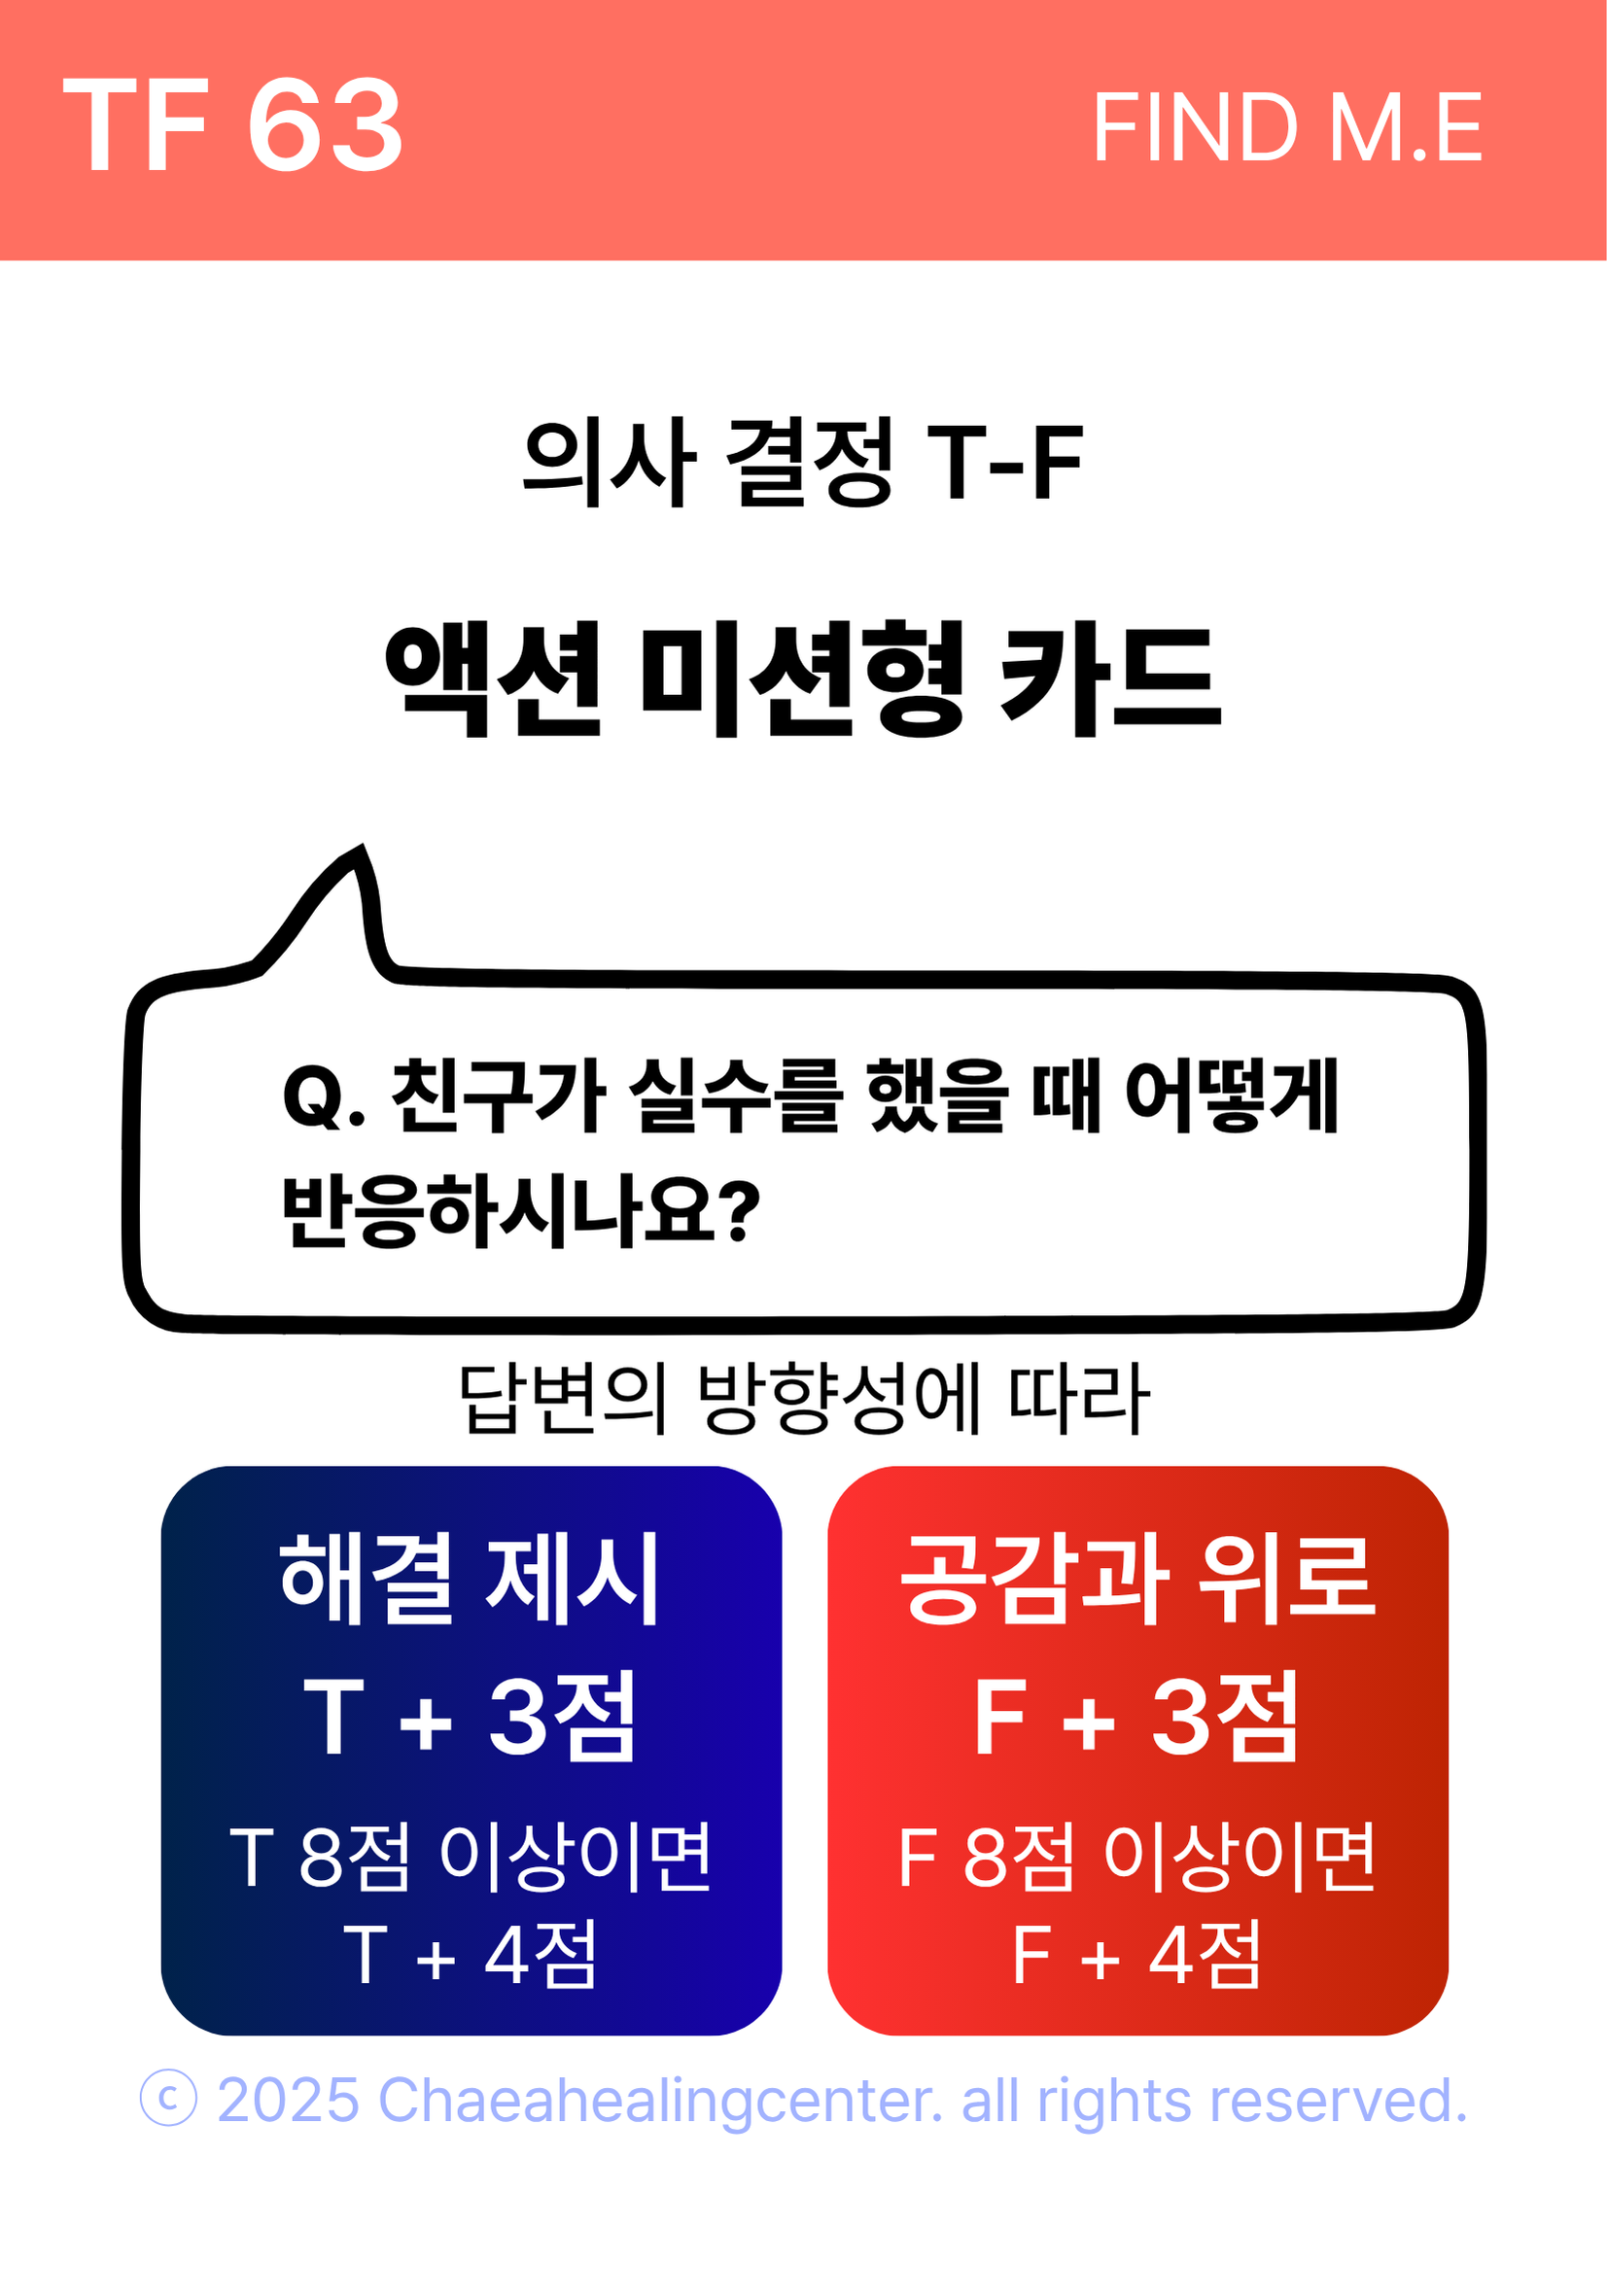 TF 63
FIND M.E
의사 결정 T-F
액션 미션형 카드
Q. 친구가 실수를 했을 때 어떻게
반응하시나요?
답변의 방향성에 따라
해결 제시
T + 3점
T 8점 이상이면
T + 4점
공감과 위로
F + 3점
F 8점 이상이면
F + 4점
ⓒ 2025 Chaeahealingcenter. all rights reserved.